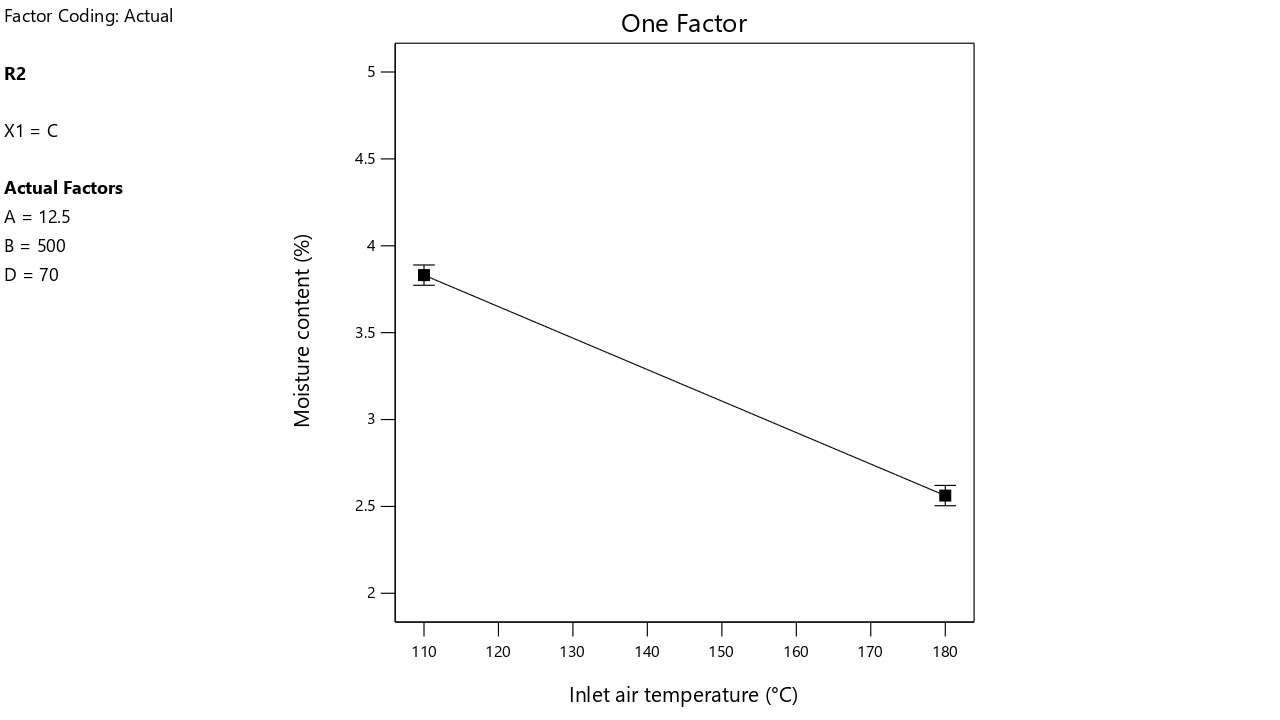 Factor Coding: Actual
R2
X1 = C
Actual Factors
A = 12.5
B = 500
D = 70
One Factor
Moisture content (%)
5
4.5
4
3.5
3
2.5
2
110 120 130 140 150 160 170 180
Inlet air temperature (°C)